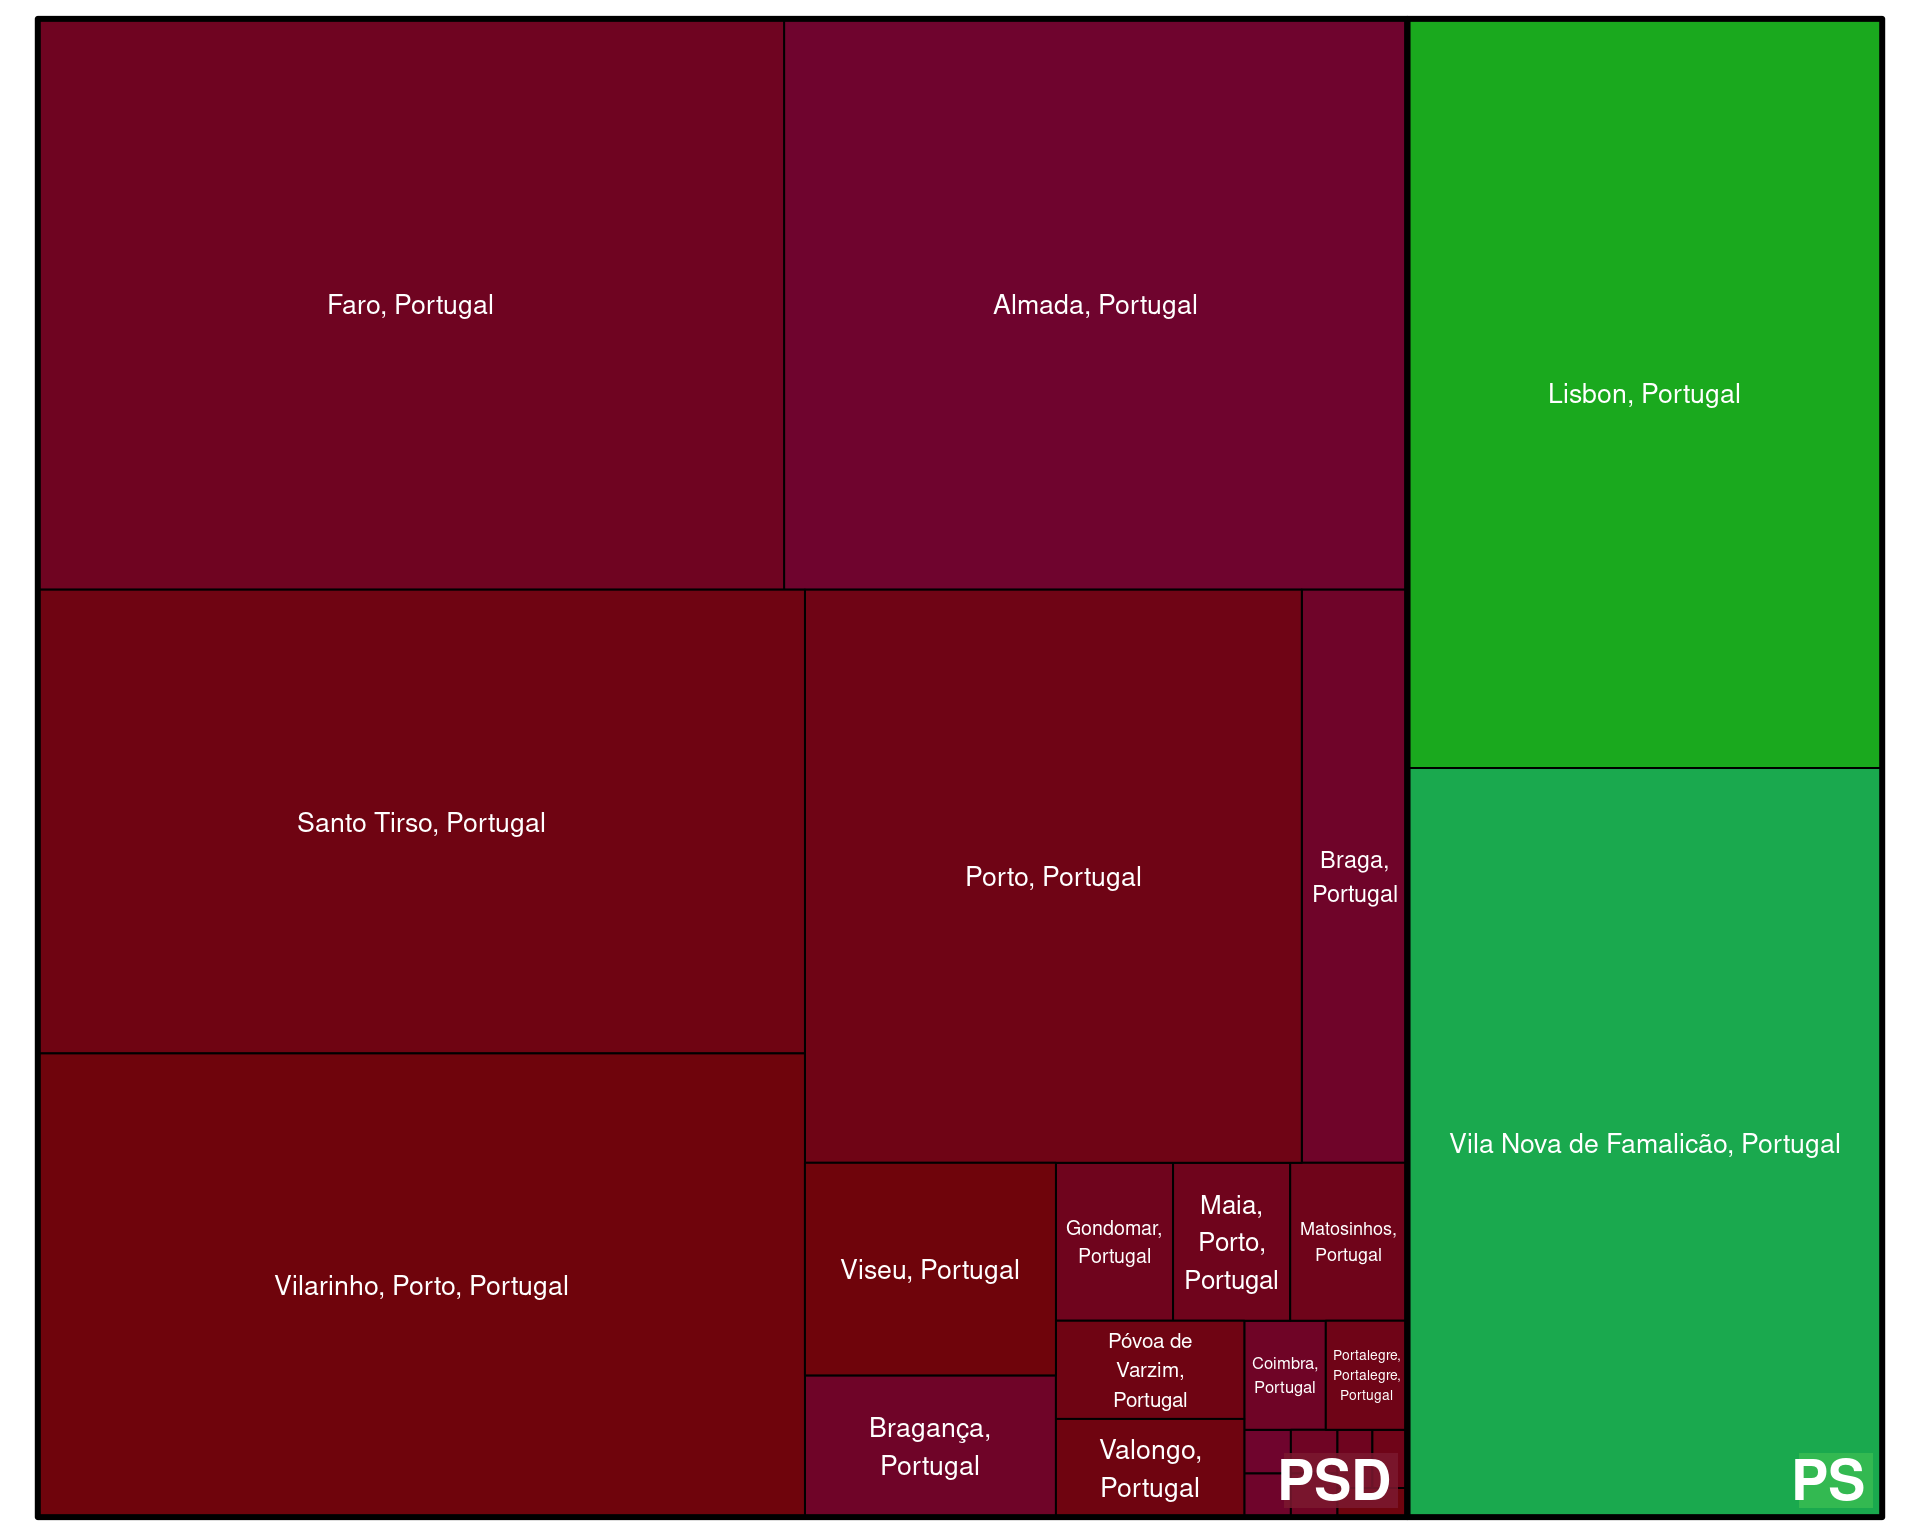 Faro, Portugal
Almada, Portugal
Lisbon, Portugal
Santo Tirso, Portugal
Porto, Portugal
Braga,
Portugal
Vila Nova de Famalicão, Portugal
Vilarinho, Porto, Portugal
Viseu, Portugal
Gondomar,
Portugal
Maia,
Porto,
Portugal
Matosinhos,
Portugal
Póvoa de
Varzim,
Portugal
Coimbra,
Portugal
Portalegre,
Portalegre,
Portugal
Bragança,
Portugal
Valongo,
Portugal
PSD
PS